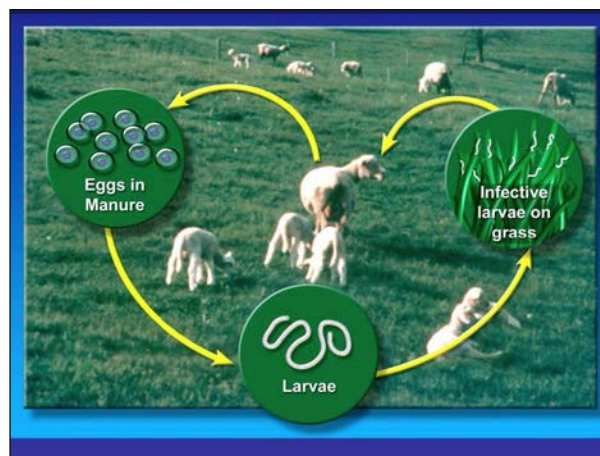 Eggs in
Manure
Infective
larvae on
grass
Larvae